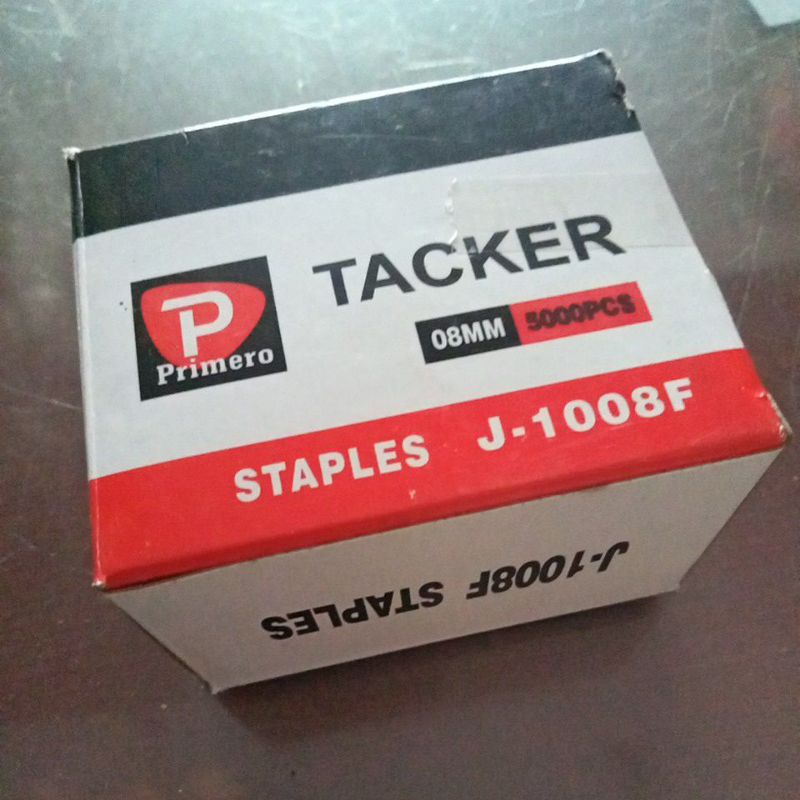 TACKER
P
Primero
08MM 5000PCS
STAPLES J-1008F
J-1008F STAPLES